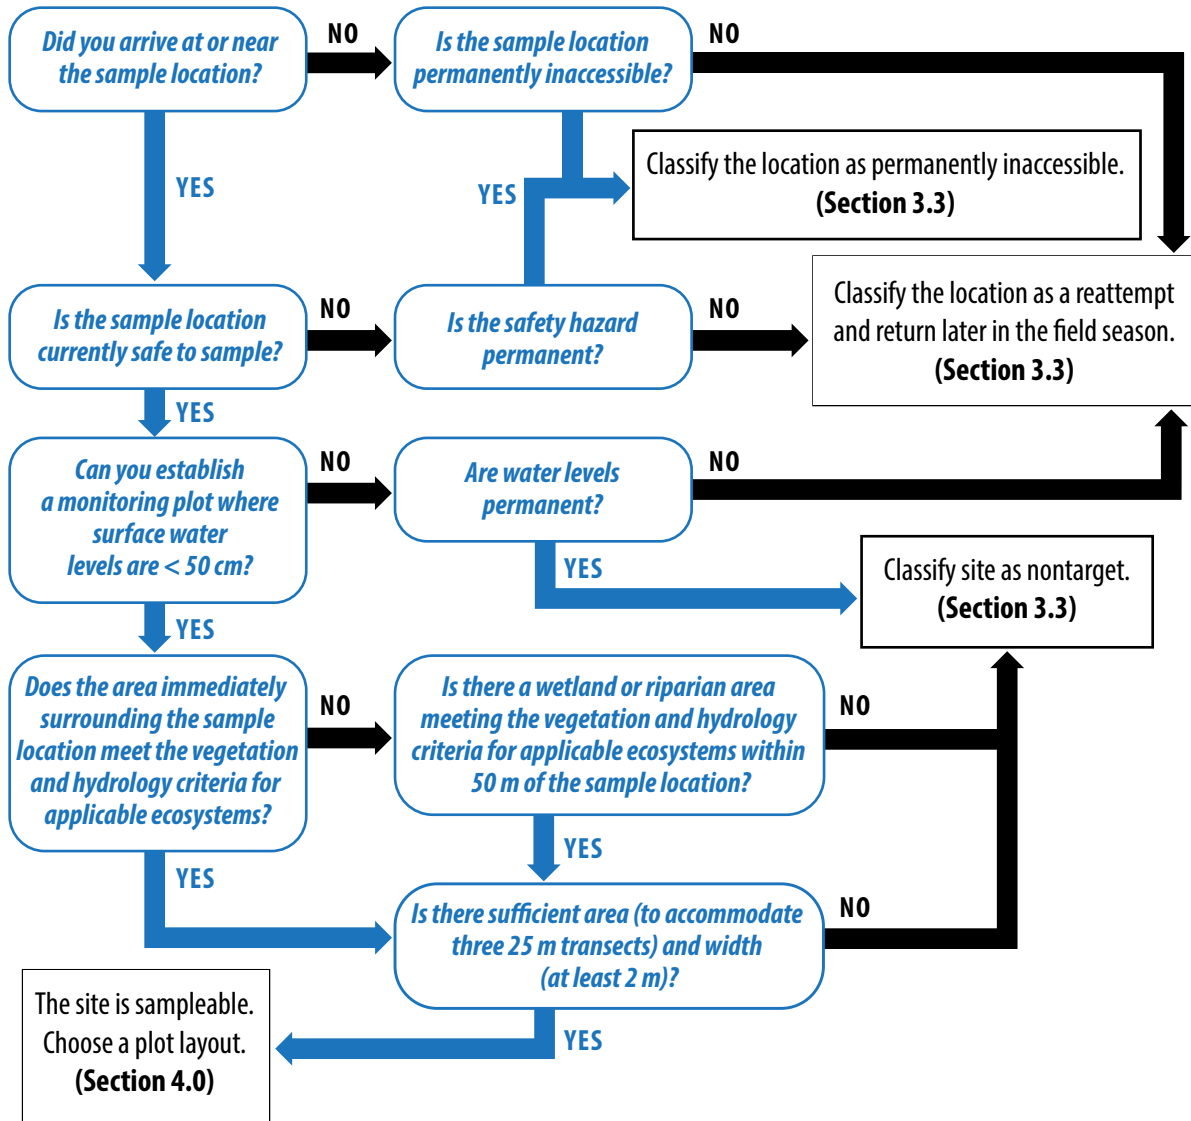 Did you arrive at or near
the sample location?
NO
Is the sample location
permanently inaccessible?
NO
YES
YES
Classify the location as permanently inaccessible.
(Section 3.3)
Is the sample location
currently safe to sample?
NO
Is the safety hazard
permanent?
NO
Classify the location as a reattempt
and return later in the field season.
(Section 3.3)
YES
Can you establish
a monitoring plot where
surface water
levels are < 50 cm?
NO
Are water levels
permanent?
NO
YES
Classify site as nontarget.
(Section 3.3)
YES
Does the area immediately
surrounding the sample
location meet the vegetation
and hydrology criteria for
applicable ecosystems?
NO
Is there a wetland or riparian area
meeting the vegetation and hydrology
criteria for applicable ecosystems within
50 m of the sample location?
NO
YES
YES
Is there sufficient area (to accommodate
three 25 m transects) and width
(at least 2 m)?
NO
YES
The site is sampleable.
Choose a plot layout.
(Section 4.0)